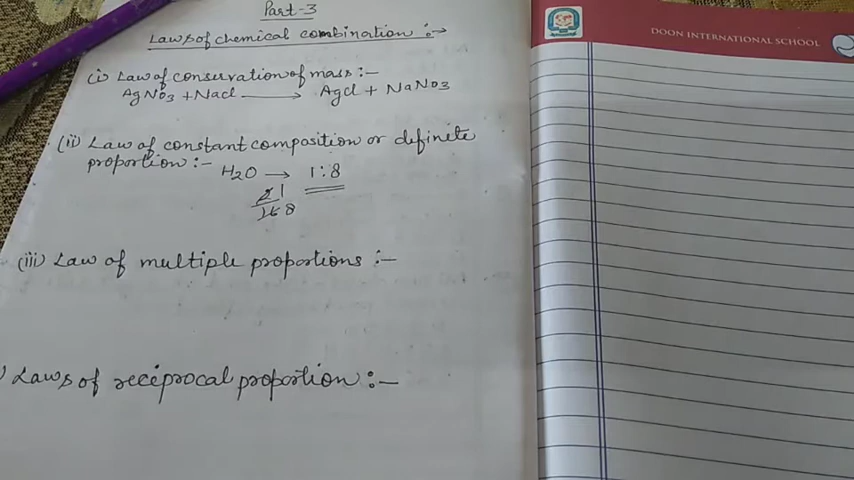 Part-3
Laws of chemical combination :→
(i) Law of conservation of mass :-
AgNO3 + NaCl → AgCl + NaNO3
(ii) Law of constant composition or definite
proportion :- H2O → 1:8
2 1
16 8
(iii) Law of multiple proportions :-
) Laws of reciprocal proportion :-
DOON INTERNATIONAL SCHOOL